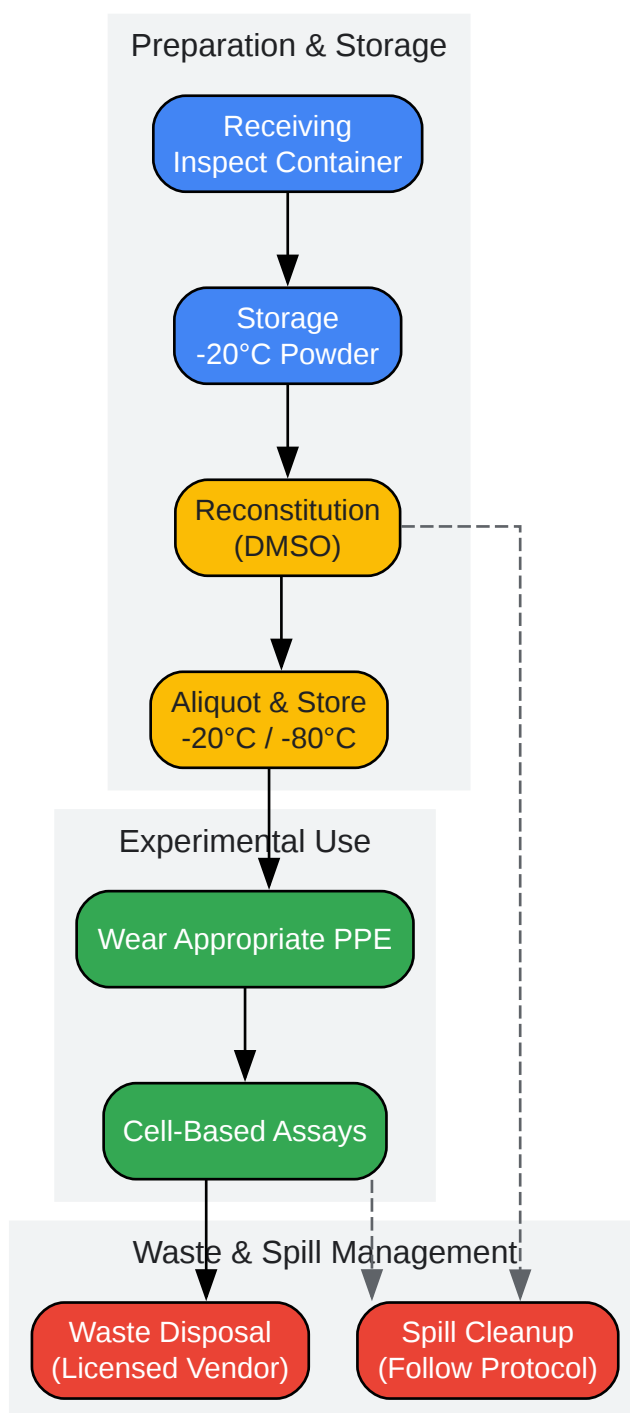 Preparation & Storage
Receiving
Inspect Container
Storage
-20°C Powder
Reconstitution
(DMSO)
Aliquot & Store
-20°C / -80°C
Experimental Use
Wear Appropriate PPE
Cell-Based Assays
Waste & Spill Management
Waste Disposal
(Licensed Vendor)
Spill Cleanup
(Follow Protocol)